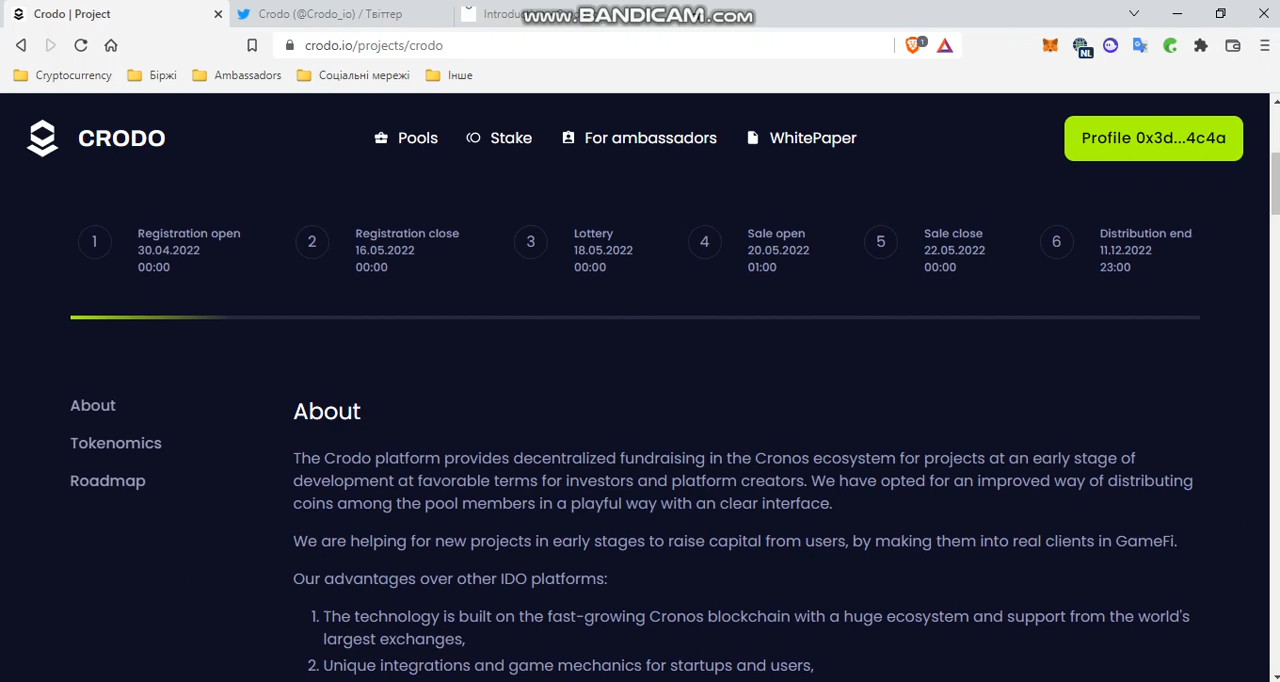 Crodo | Project
Crodo (@Crodo_io) / Твіттер
Introdu
www.BANDICAM.com
crodo.io/projects/crodo
1
NL
Cryptocurrency
Біржі
Ambassadors
Соціальні мережі
Інше
CRODO
Pools
Stake
For ambassadors
WhitePaper
Profile 0x3d...4c4a
1
Registration open
30.04.2022
00:00
2
Registration close
16.05.2022
00:00
3
Lottery
18.05.2022
00:00
4
Sale open
20.05.2022
01:00
5
Sale close
22.05.2022
00:00
6
Distribution end
11.12.2022
23:00
About
Tokenomics
Roadmap
About
The Crodo platform provides decentralized fundraising in the Cronos ecosystem for projects at an early stage of
development at favorable terms for investors and platform creators. We have opted for an improved way of distributing
coins among the pool members in a playful way with an clear interface.
We are helping for new projects in early stages to raise capital from users, by making them into real clients in GameFi.
Our advantages over other IDO platforms:
1. The technology is built on the fast-growing Cronos blockchain with a huge ecosystem and support from the world's
largest exchanges,
2. Unique integrations and game mechanics for startups and users,